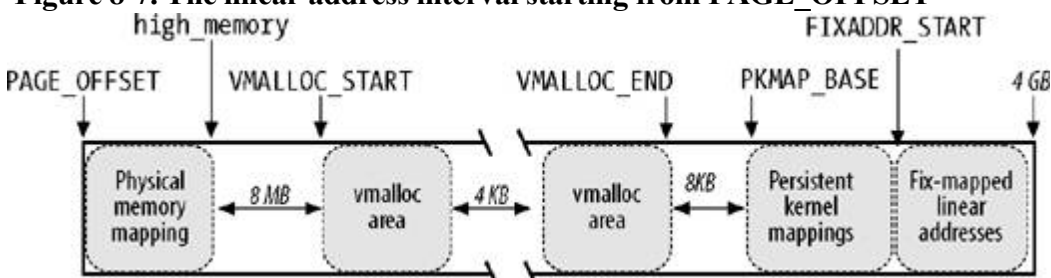 Figure 8-7. The linear address interval starting from PAGE_OFFSET
high_memory
FIXADDR_START
PAGE_OFFSET
VMALLOC_START
VMALLOC_END
PKMAP_BASE
4 GB
Physical
memory
mapping
8 MB
vmalloc
area
4 KB
vmalloc
area
8KB
Persistent
kernel
mappings
Fix-mapped
linear
addresses